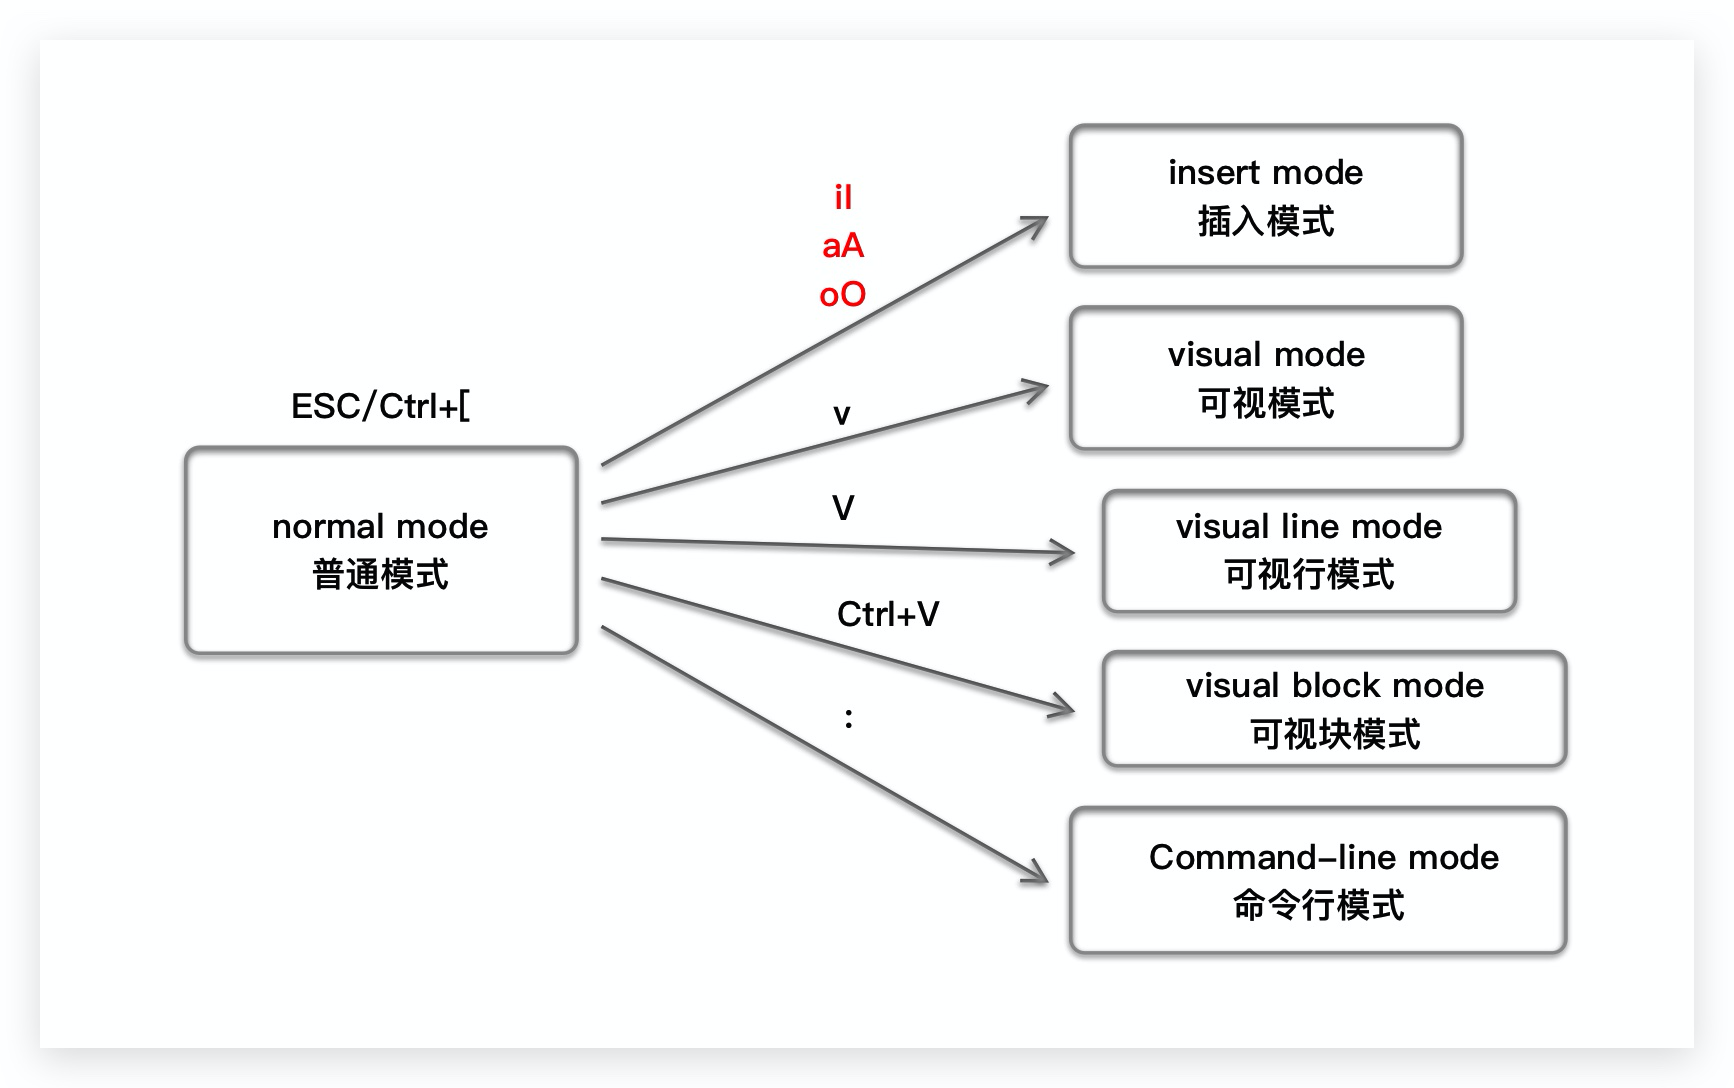 ESC/Ctrl+[
normal mode
普通模式
iI
aA
oO
v
V
Ctrl+V
:
insert mode
插入模式
visual mode
可视模式
visual line mode
可视行模式
visual block mode
可视块模式
Command–line mode
命令行模式